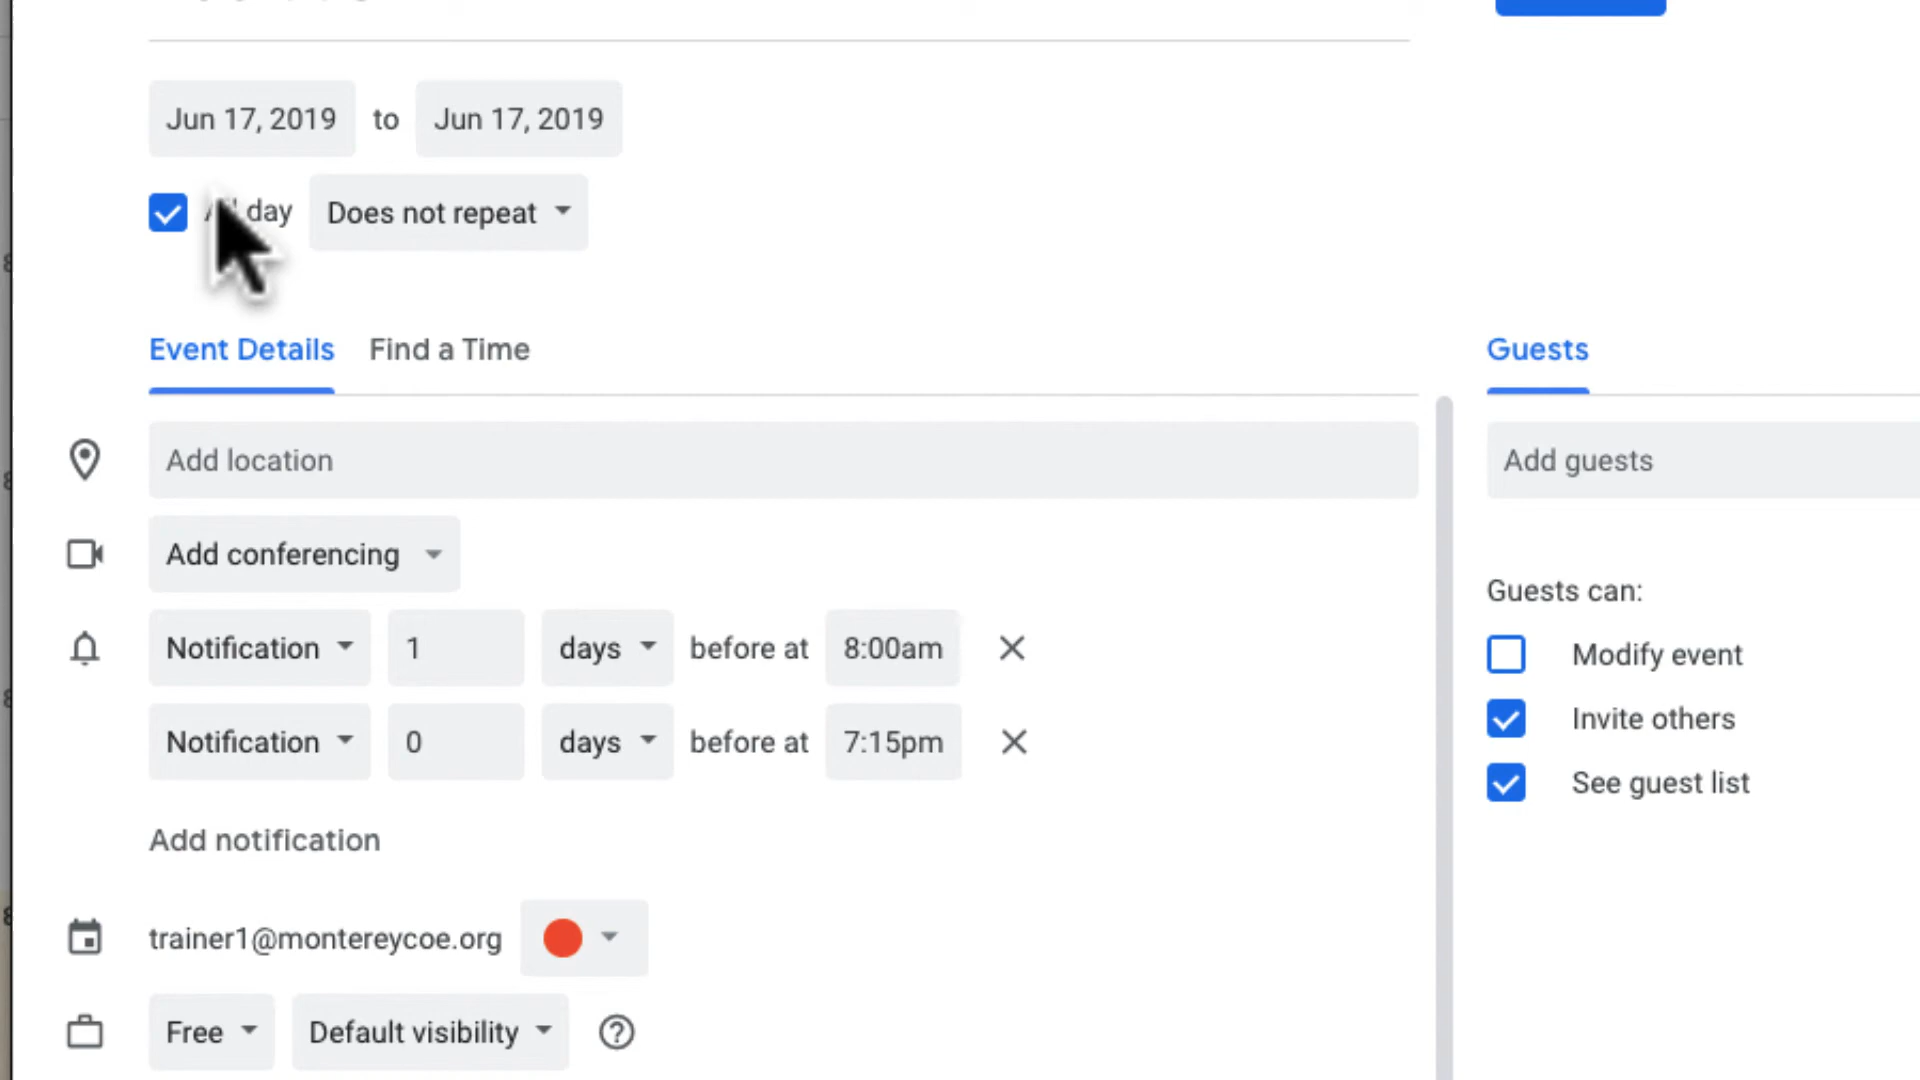 Jun 17, 2019 to Jun 17, 2019
day Does not repeat
Event Details Find a Time
Guests
Add location
Add guests
Add conferencing
Guests can:
Notification 1 days before at 8:00am
Modify event
Invite others
Notification 0 days before at 7:15pm
See guest list
Add notification
trainer1@montereycoe.org
Free Default visibility